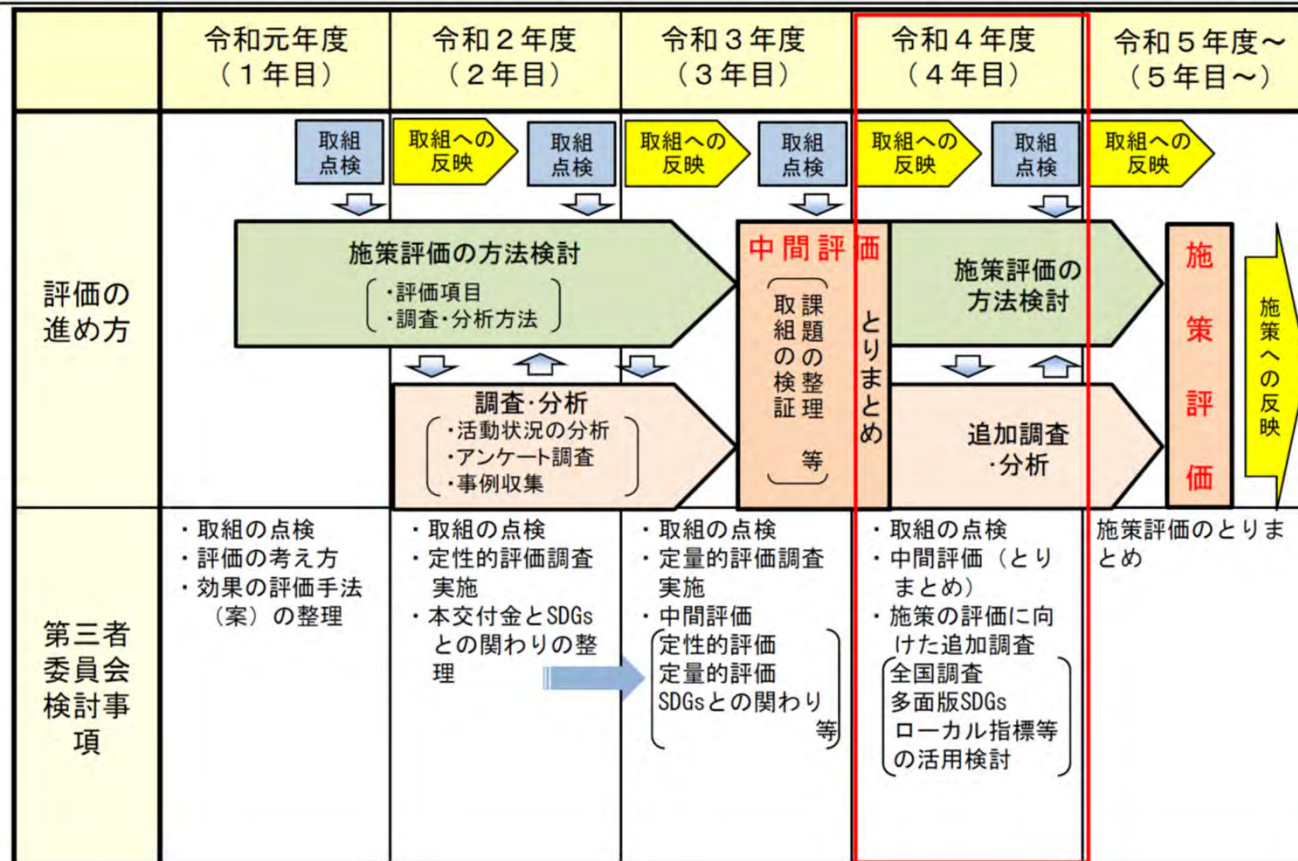 令和元年度
(1年目)
令和2年度
(2年目)
令和3年度
(3年目)
令和4年度
(4年目)
令和5年度~
(5年目~)
評価の
進め方
取組
点検
取組への
反映
取組
点検
取組への
反映
取組
点検
取組への
反映
取組
点検
取組への
反映
施策評価の方法検討
・評価項目
・調査・分析方法
調査・分析
・活動状況の分析
・アンケート調査
・事例収集
中間評価
課題の整理 等
取組の検証
とりまとめ
施策評価の
方法検討
追加調査
・分析
施策評価
施策への反映
第三者
委員会
検討事
項
・取組の点検
・評価の考え方
・効果の評価手法
(案)の整理
・取組の点検
・定性的評価調査
実施
・本交付金とSDGs
との関わりの整
理
・取組の点検
・定量的評価調査
実施
・中間評価
定性的評価
定量的評価
SDGsとの関わり
等
・取組の点検
・中間評価(とり
まとめ)
・施策の評価に向
けた追加調査
全国調査
多面版SDGs
ローカル指標等
の活用検討
施策評価のとりま
とめ